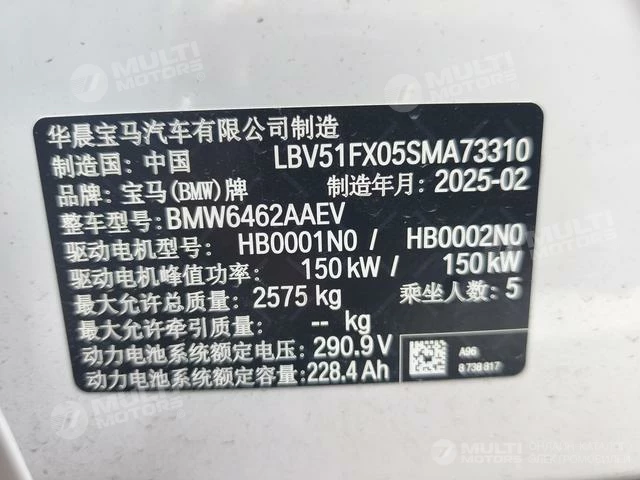 MULTI MOTORS
MULTI MOTORS
华晨宝马汽车有限公司制造
制造国：中国 LBV51FX05SMA73310
品牌：宝马(BMW)牌 制造年月：2025-02
整车型号：BMW6462AAEV
驱动电机型号： HB0001N0 / HB0002N0
驱动电机峰值功率： 150 kW / 150 kW
最大允许总质量：2575 kg 乘坐人数：5
最大允许牵引质量： -- kg
动力电池系统额定电压：290.9 V A96
动力电池系统额定容量：228.4 Ah 8 738 817
MULTI MOTORS
MULTI MOTORS